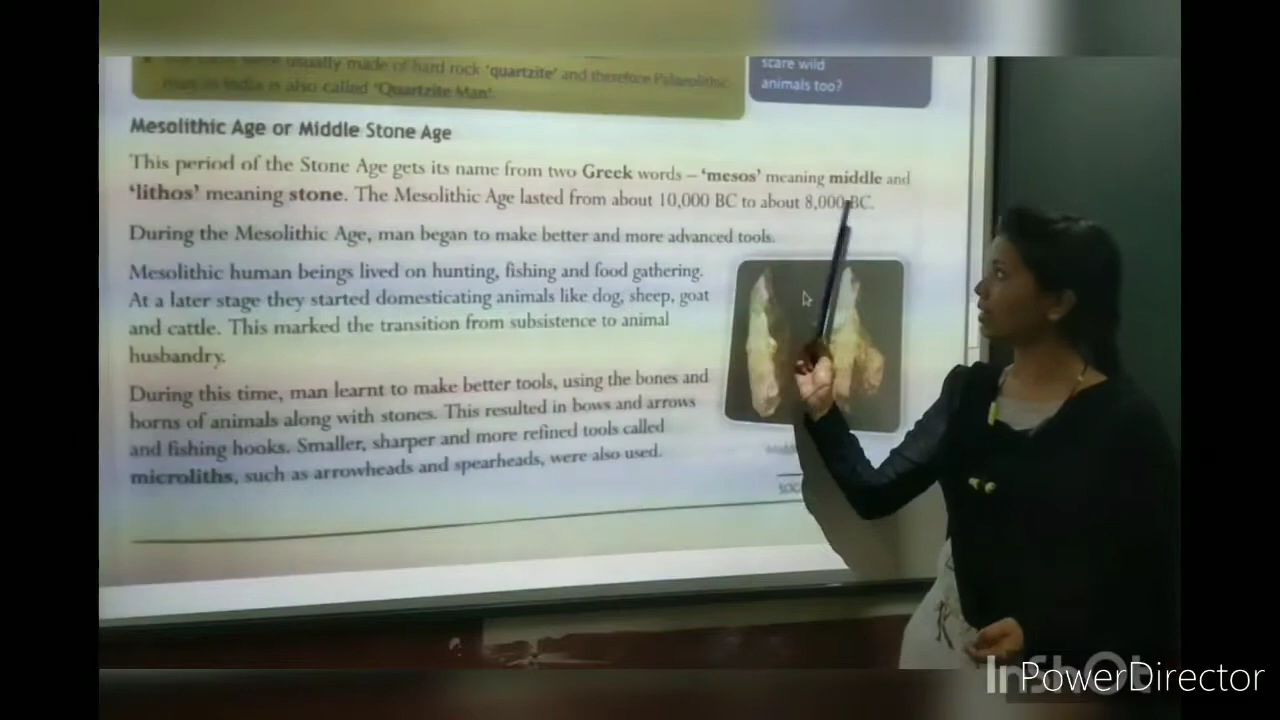 usually made of hard rock 'quartzite' and therefore Palaeolithic
man in India is also called 'Quartzite Man'.
scare wild
animals too?
Mesolithic Age or Middle Stone Age
This period of the Stone Age gets its name from two Greek words – 'mesos' meaning middle and
'lithos' meaning stone. The Mesolithic Age lasted from about 10,000 BC to about 8,000 BC.
During the Mesolithic Age, man began to make better and more advanced tools.
Mesolithic human beings lived on hunting, fishing and food gathering.
At a later stage they started domesticating animals like dog, sheep, goat
and cattle. This marked the transition from subsistence to animal
husbandry.
During this time, man learnt to make better tools, using the bones and
horns of animals along with stones. This resulted in bows and arrows
and fishing hooks. Smaller, sharper and more refined tools called
microliths, such as arrowheads and spearheads, were also used.
InShOt
PowerDirector